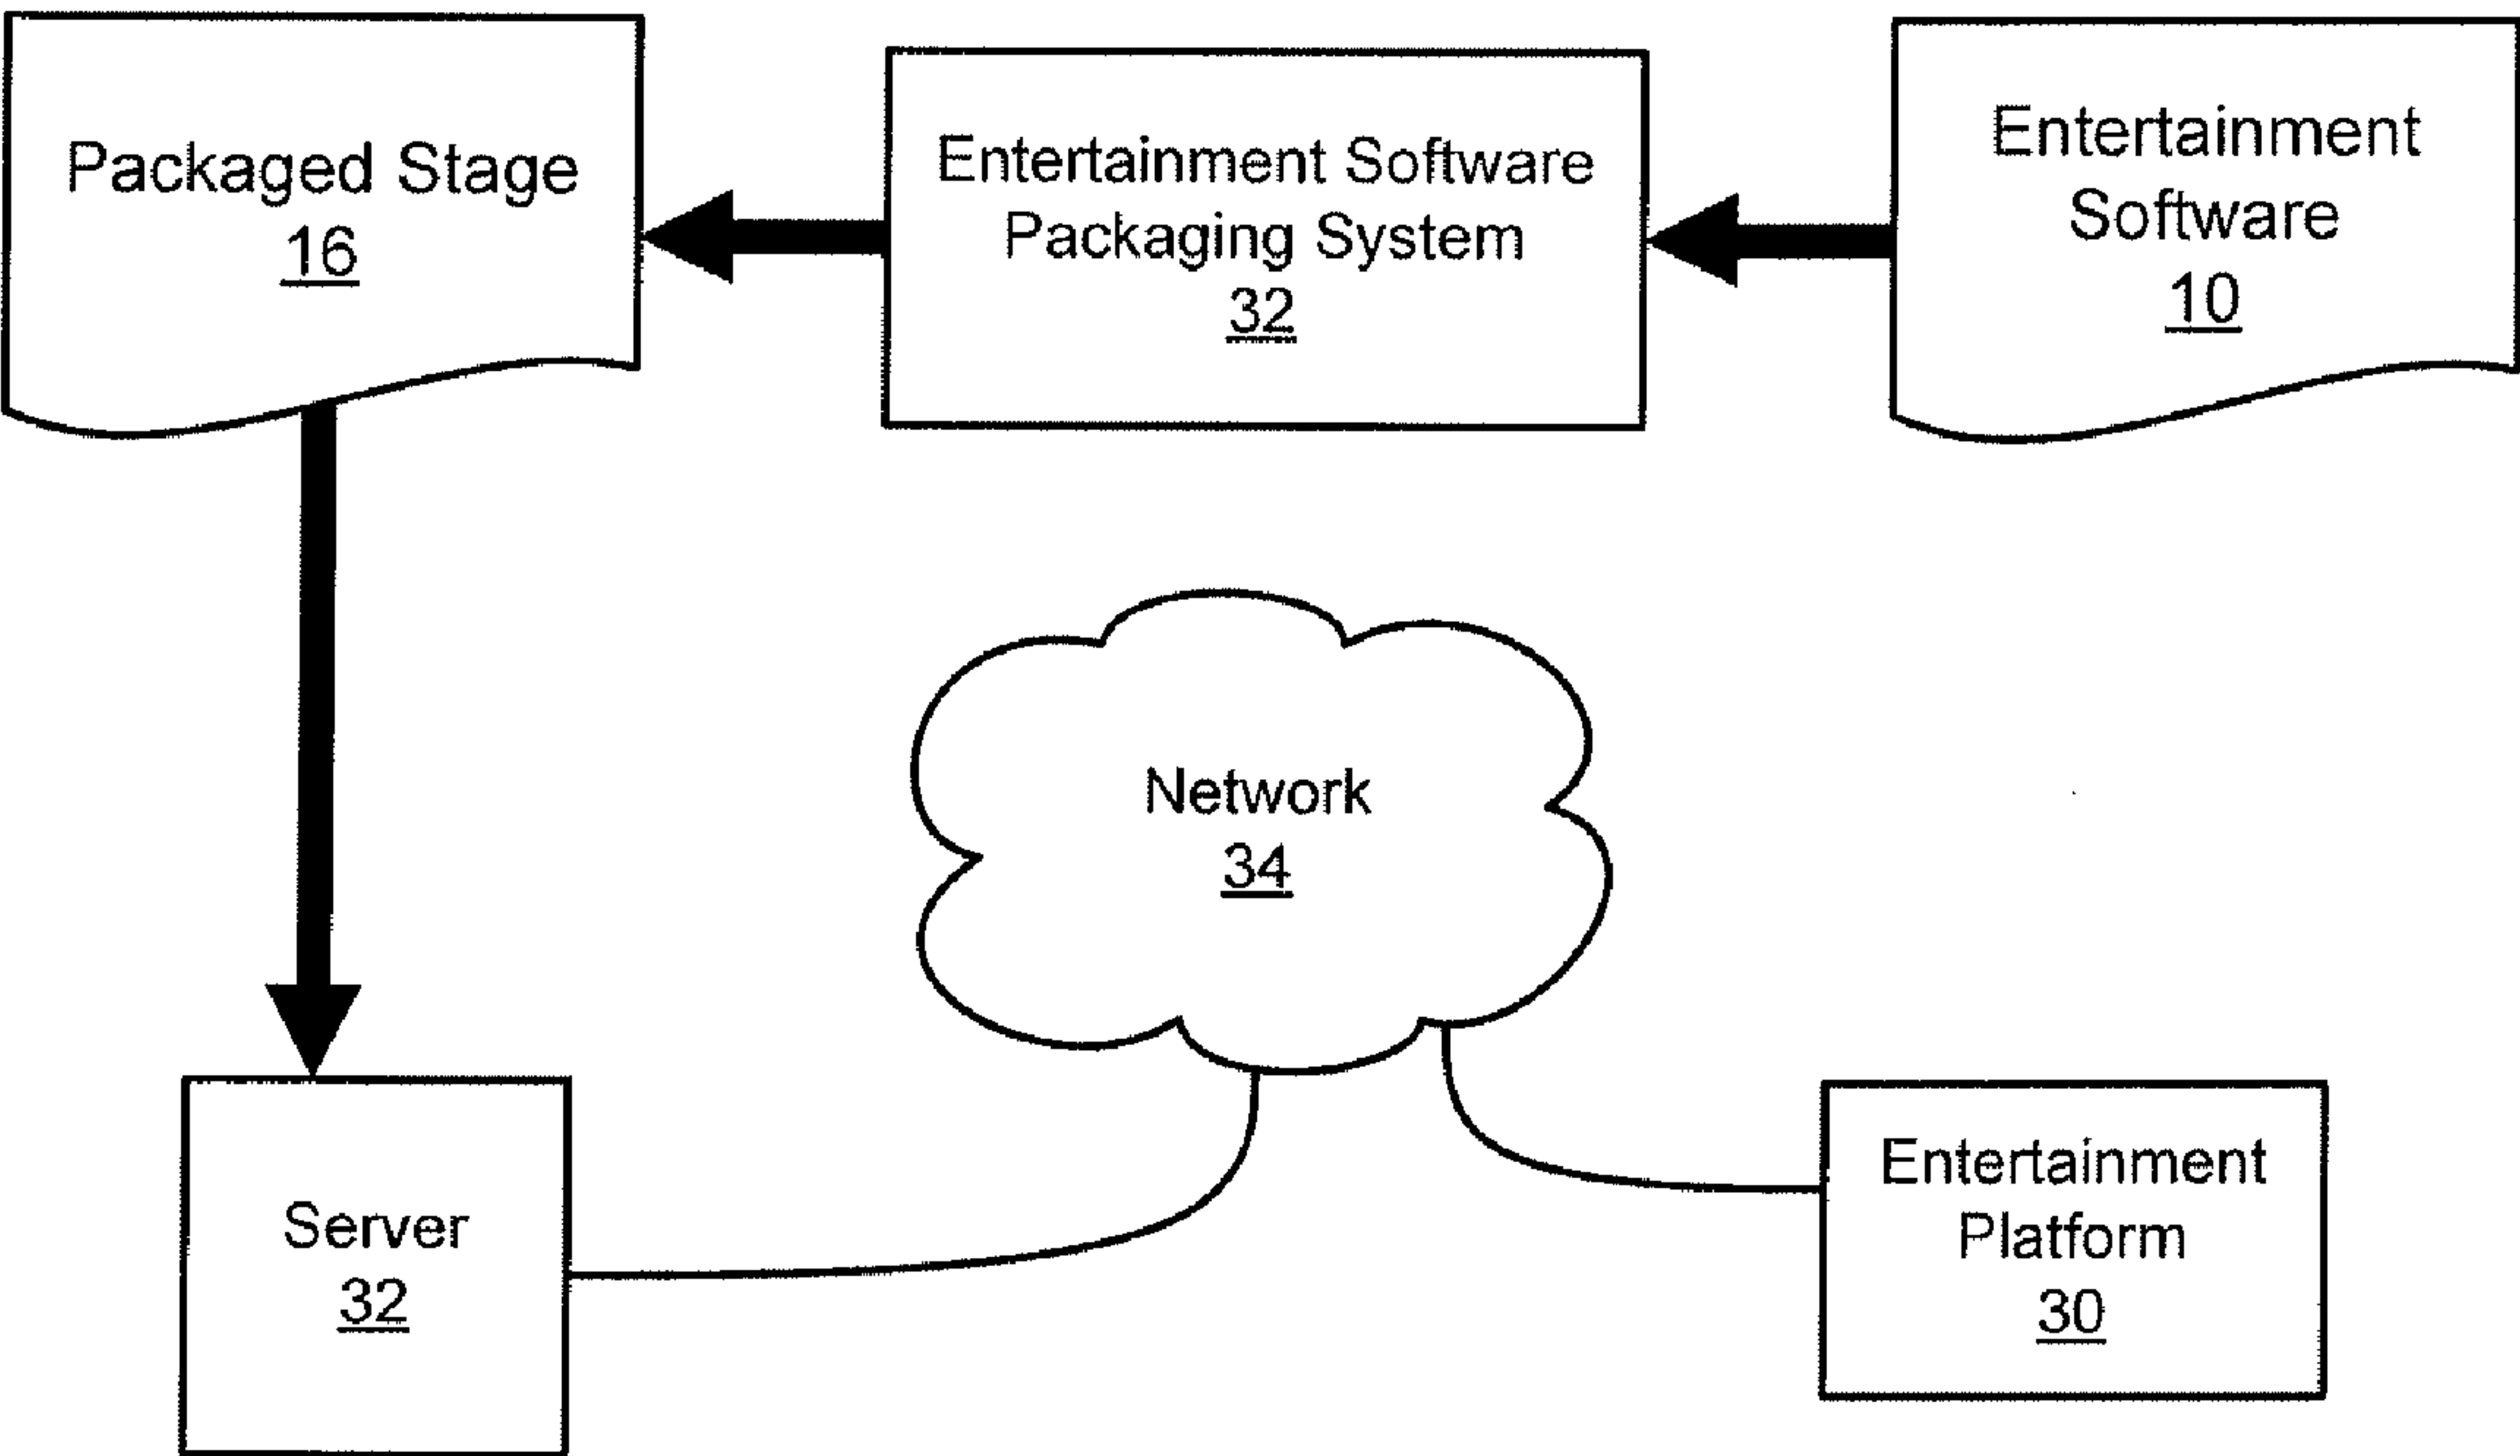 Packaged Stage
16
Entertainment Software
Packaging System
32
Entertainment
Software
10
Network
34
Server
32
Entertainment
Platform
30